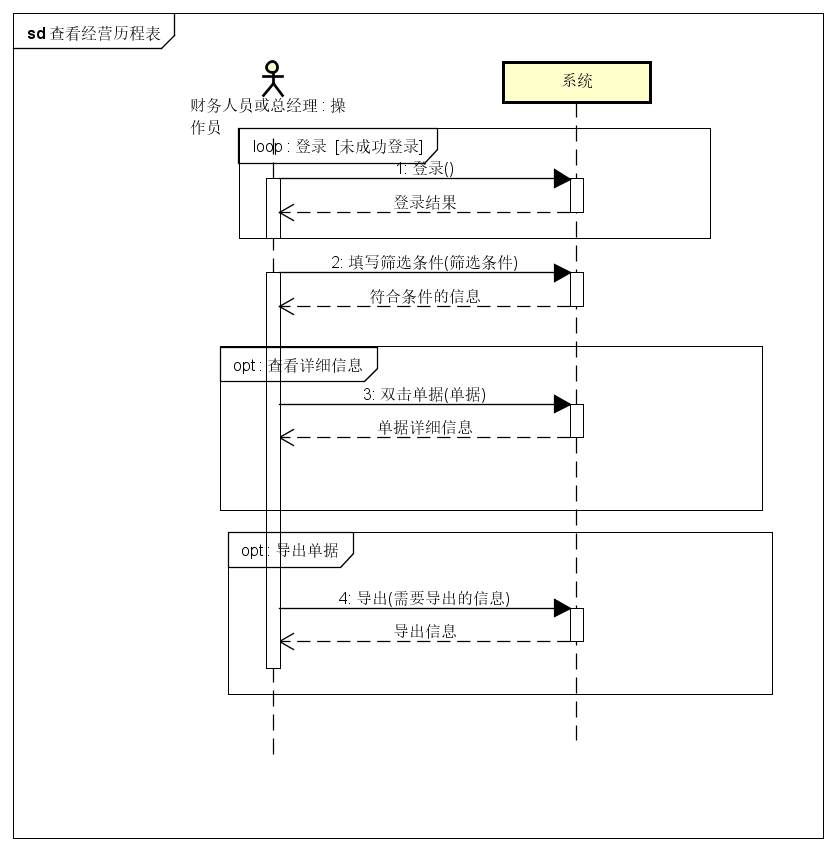 sd 查看经营历程表
系统
财务人员或总经理 : 操
作员
loop : 登录 [未成功登录]
1: 登录()
登录结果
2: 填写筛选条件(筛选条件)
符合条件的信息
opt : 查看详细信息
3: 双击单据(单据)
单据详细信息
opt : 导出单据
4: 导出(需要导出的信息)
导出信息